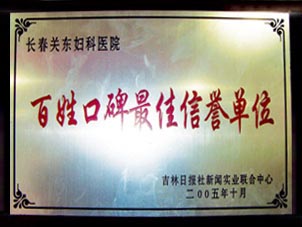 长春关东妇科医院
百姓口碑最佳信誉单位
吉林日报社新闻实业联合中心
二00五年十月